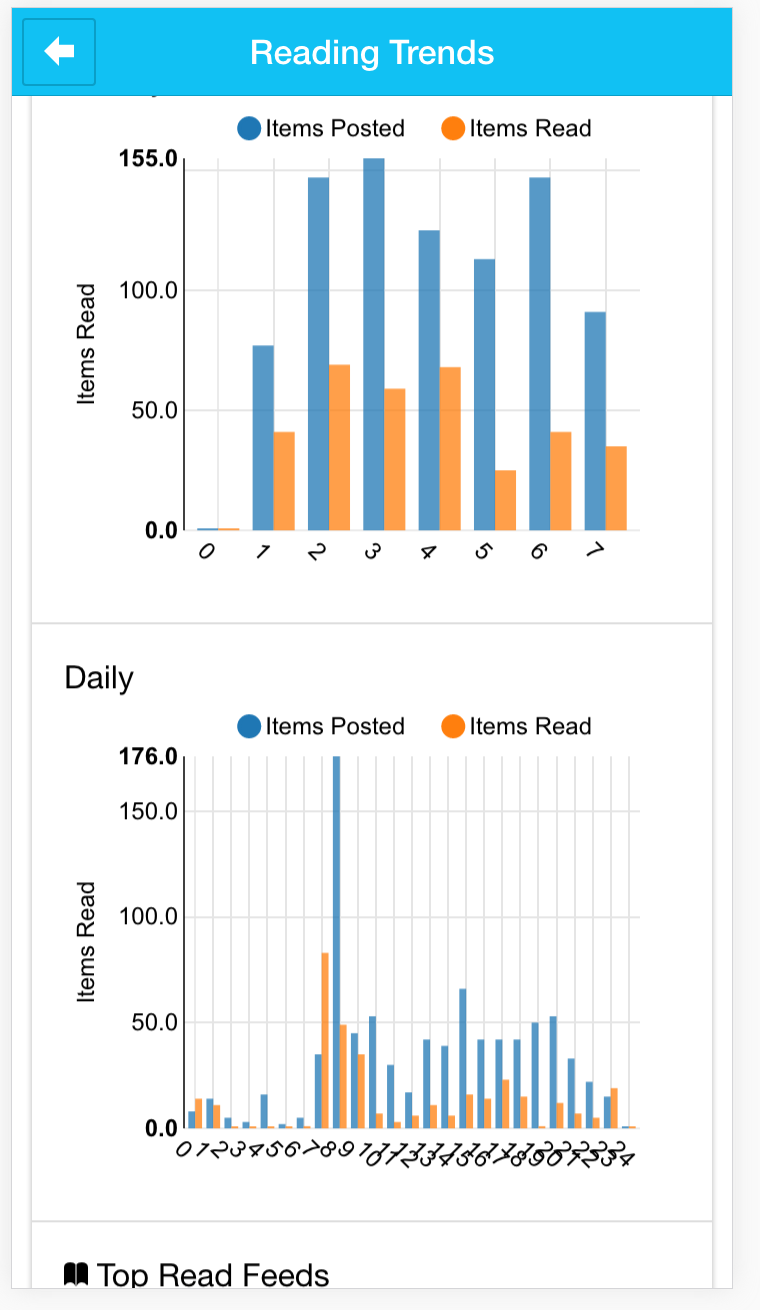 Reading Trends
Items Posted Items Read
155.0
100.0
50.0
0.0
Items Read
0 1 2 3 4 5 6 7
Daily
Items Posted Items Read
176.0
150.0
100.0
50.0
0.0
Items Read
0 1 2 3 4 5 6 7 8 9 10 11 12 13 14 15 16 17 18 19 20 21 22 23 24
Top Read Feeds